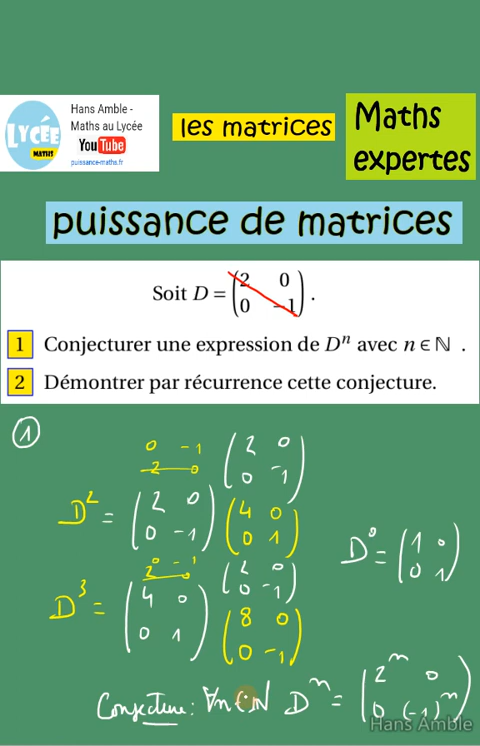 Hans Amble -
Maths au Lycée
LYCÉE
MATHS
YouTube
puissance-maths.fr
les matrices
Maths
expertes
puissance de matrices
Soit D = (2 0
0 −1).
1 Conjecturer une expression de Dⁿ avec n ∈ ℕ .
2 Démontrer par récurrence cette conjecture.
①
0 -1 (2 0
2 0 0 -1)
D² = (2 0
0 -1) (4 0
0 1)
D⁰ = (1 0
0 1)
(2 0
0 -1)
D³ = (4 0
0 1) (8 0
0 -1)
Conjecture : ∀n ∈ ℕ Dⁿ = (2ⁿ 0
0 (-1)ⁿ)
Hans Amble